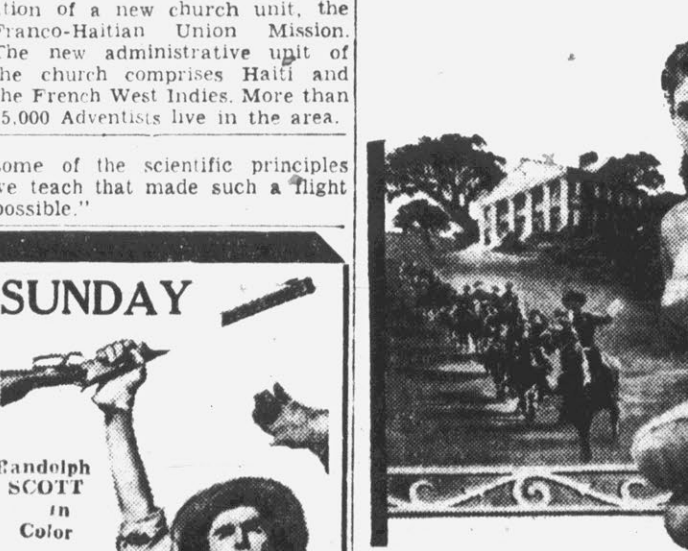 tion of a new church unit, the
Franco-Haitian Union Mission.
The new administrative unit of
the church comprises Haiti and
the French West Indies. More than
5,000 Adventists live in the area.
some of the scientific principles
we teach that made such a flight
possible."
SUNDAY
Randolph
SCOTT
in
Color